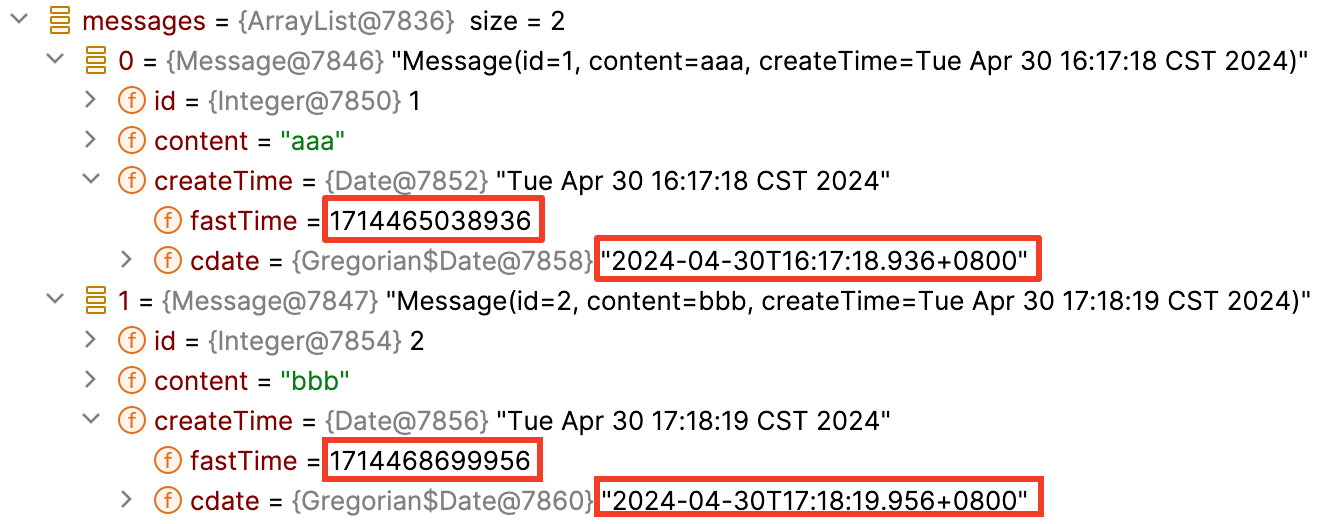 messages = {ArrayList@7836} size = 2
0 = {Message@7846} "Message(id=1, content=aaa, createTime=Tue Apr 30 16:17:18 CST 2024)"
f id = {Integer@7850} 1
f content = "aaa"
f createTime = {Date@7852} "Tue Apr 30 16:17:18 CST 2024"
f fastTime = 1714465038936
f cdate = {Gregorian$Date@7858} "2024-04-30T16:17:18.936+0800"
1 = {Message@7847} "Message(id=2, content=bbb, createTime=Tue Apr 30 17:18:19 CST 2024)"
f id = {Integer@7854} 2
f content = "bbb"
f createTime = {Date@7856} "Tue Apr 30 17:18:19 CST 2024"
f fastTime = 1714468699956
f cdate = {Gregorian$Date@7860} "2024-04-30T17:18:19.956+0800"